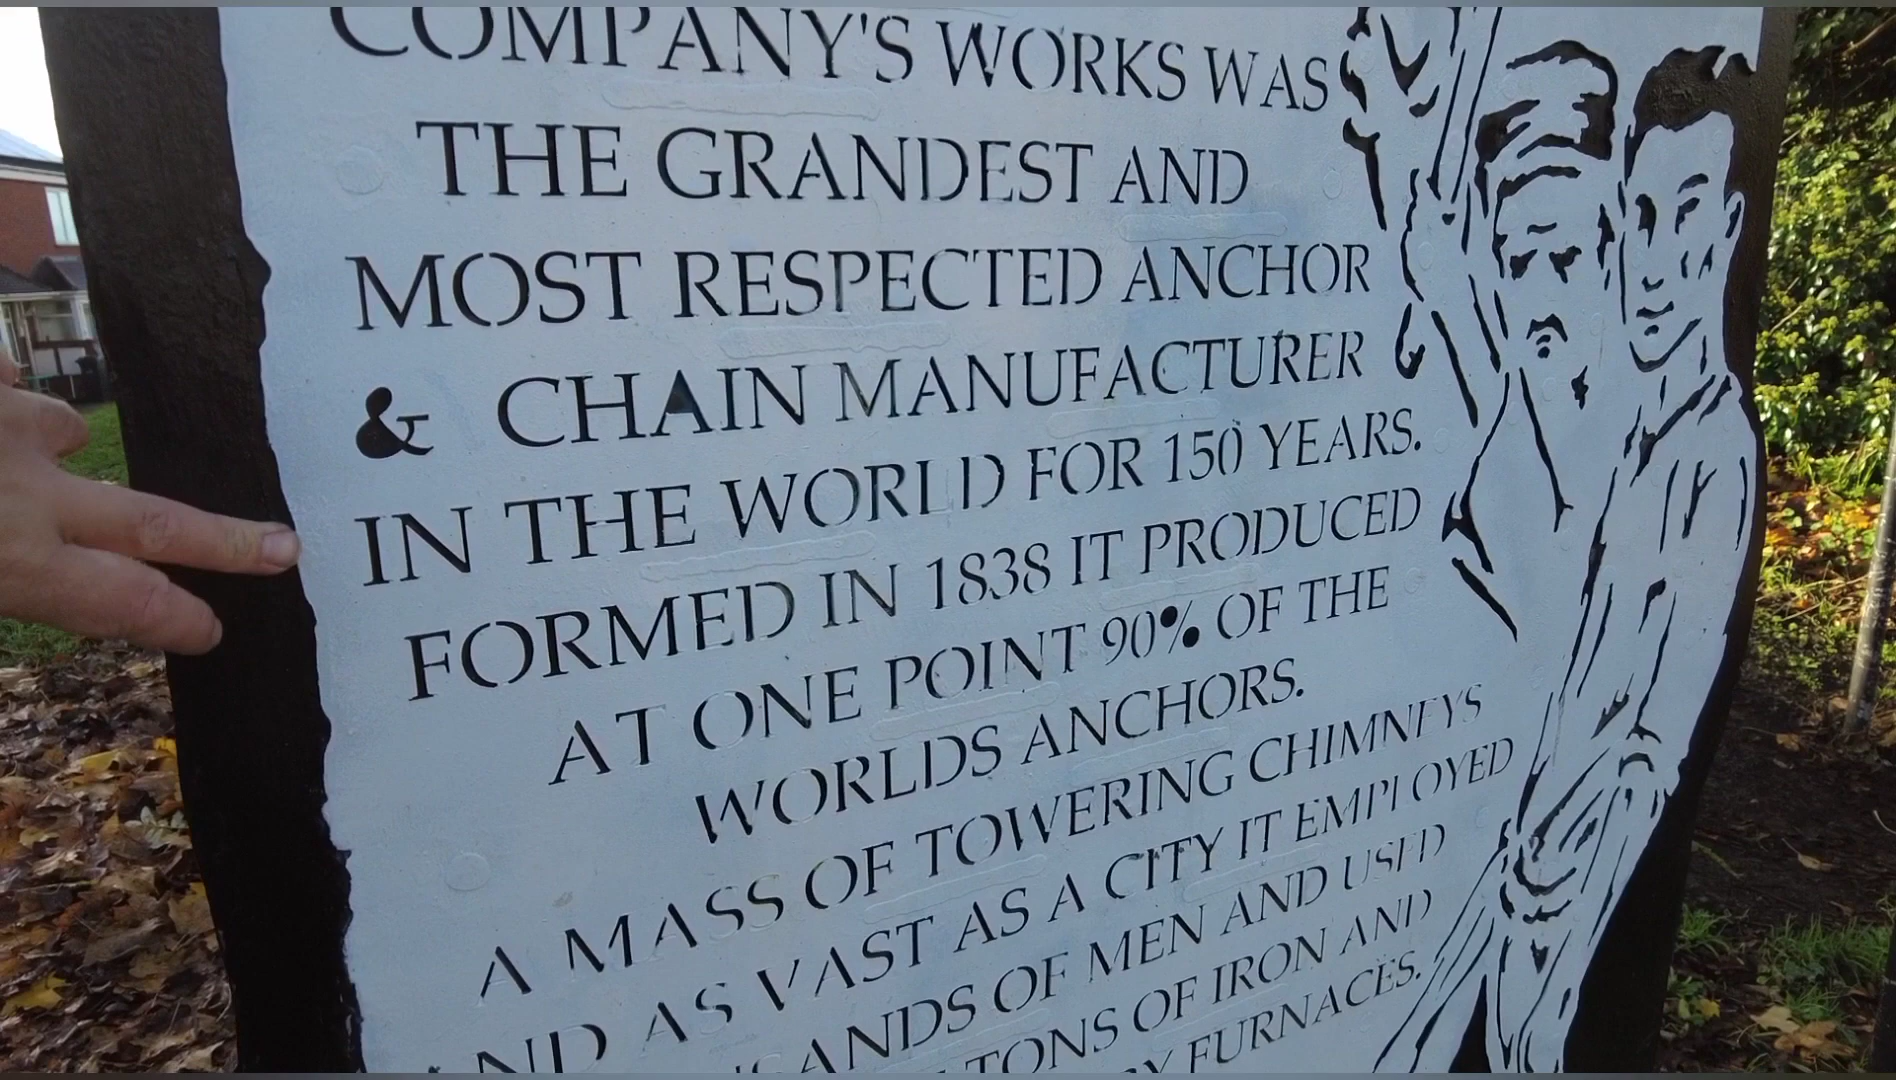 COMPANY'S WORKS WAS
THE GRANDEST AND
MOST RESPECTED ANCHOR
& CHAIN MANUFACTURER
IN THE WORLD FOR 150 YEARS.
FORMED IN 1838 IT PRODUCED
AT ONE POINT 90% OF THE
WORLDS ANCHORS.
A MASS OF TOWERING CHIMNEYS
AND AS VAST AS A CITY IT EMPLOYED
OF MEN AND USED
TONS OF IRON AND
FURNACES.